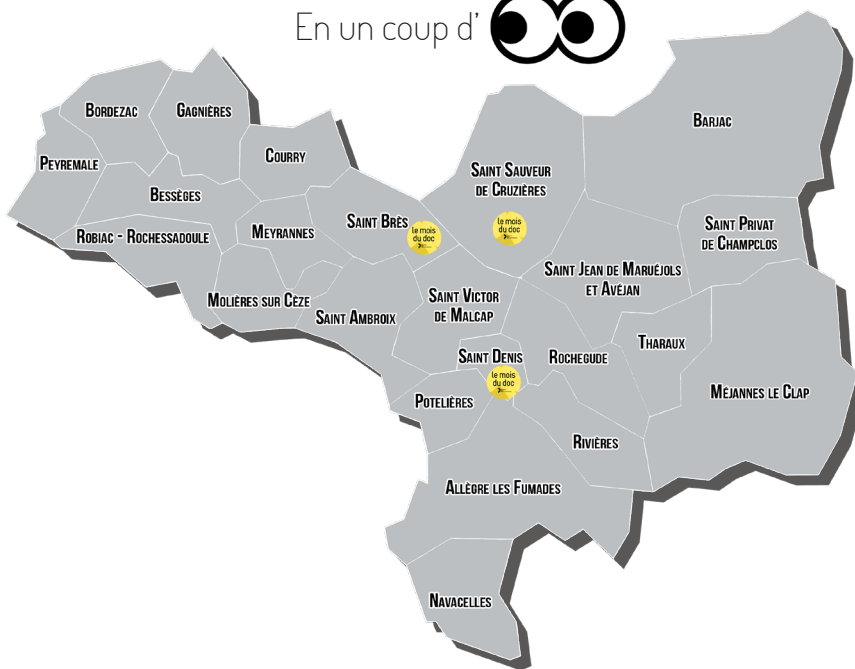 En un coup d'
Bordezac
Gagnières
Barjac
Peyremale
Courry
Saint Sauveur
de Cruzières
Bessèges
Saint Brès
le mois
du doc
le mois
du doc
Saint Privat
de Champclos
Robiac - Rochessadoule
Meyrannes
Saint Jean de Maruéjols
et Avéjan
Molières sur Cèze
Saint Ambroix
Saint Victor
de Malcap
Tharaux
Saint Denis
le mois
du doc
Rochegude
Potelières
Méjannes le Clap
Rivières
Allègre les Fumades
Navacelles